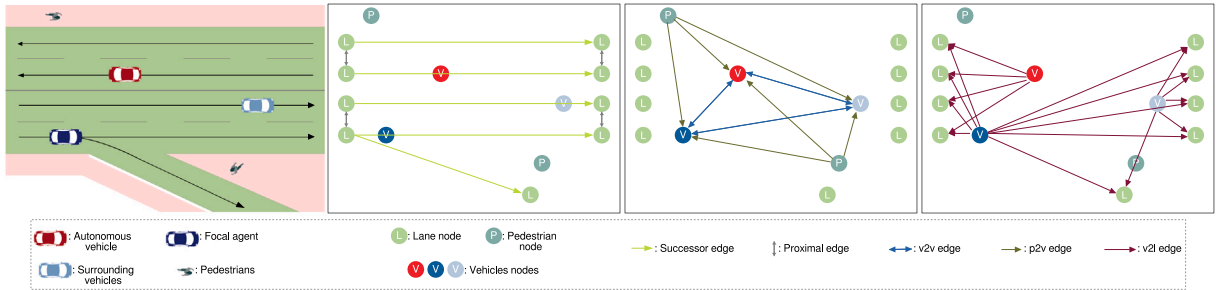 P
L L
L V L
L V L
L V L
P
L
P
L L
L V L
L V L
L V L
P
L
P
L L
L V L
L V L
L V L
P
L
: Autonomous
vehicle
: Focal agent
: Surrounding
vehicles
: Pedestrians
L : Lane node
P : Pedestrian
node
V V V : Vehicles nodes
: Successor edge
: Proximal edge
: v2v edge
: p2v edge
: v2l edge